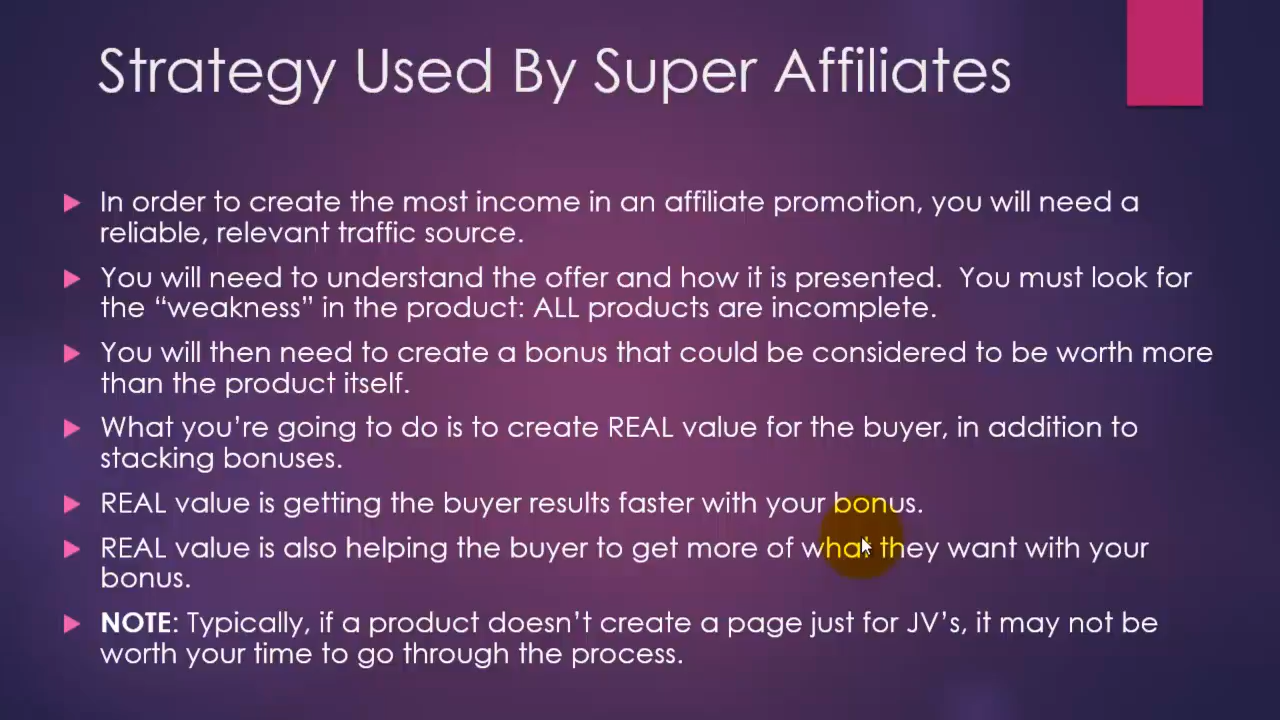 Strategy Used By Super Affiliates
In order to create the most income in an affiliate promotion, you will need a
reliable, relevant traffic source.
You will need to understand the offer and how it is presented.  You must look for
the “weakness” in the product: ALL products are incomplete.
You will then need to create a bonus that could be considered to be worth more
than the product itself.
What you’re going to do is to create REAL value for the buyer, in addition to
stacking bonuses.
REAL value is getting the buyer results faster with your bonus.
REAL value is also helping the buyer to get more of what they want with your
bonus.
NOTE: Typically, if a product doesn’t create a page just for JV’s, it may not be
worth your time to go through the process.